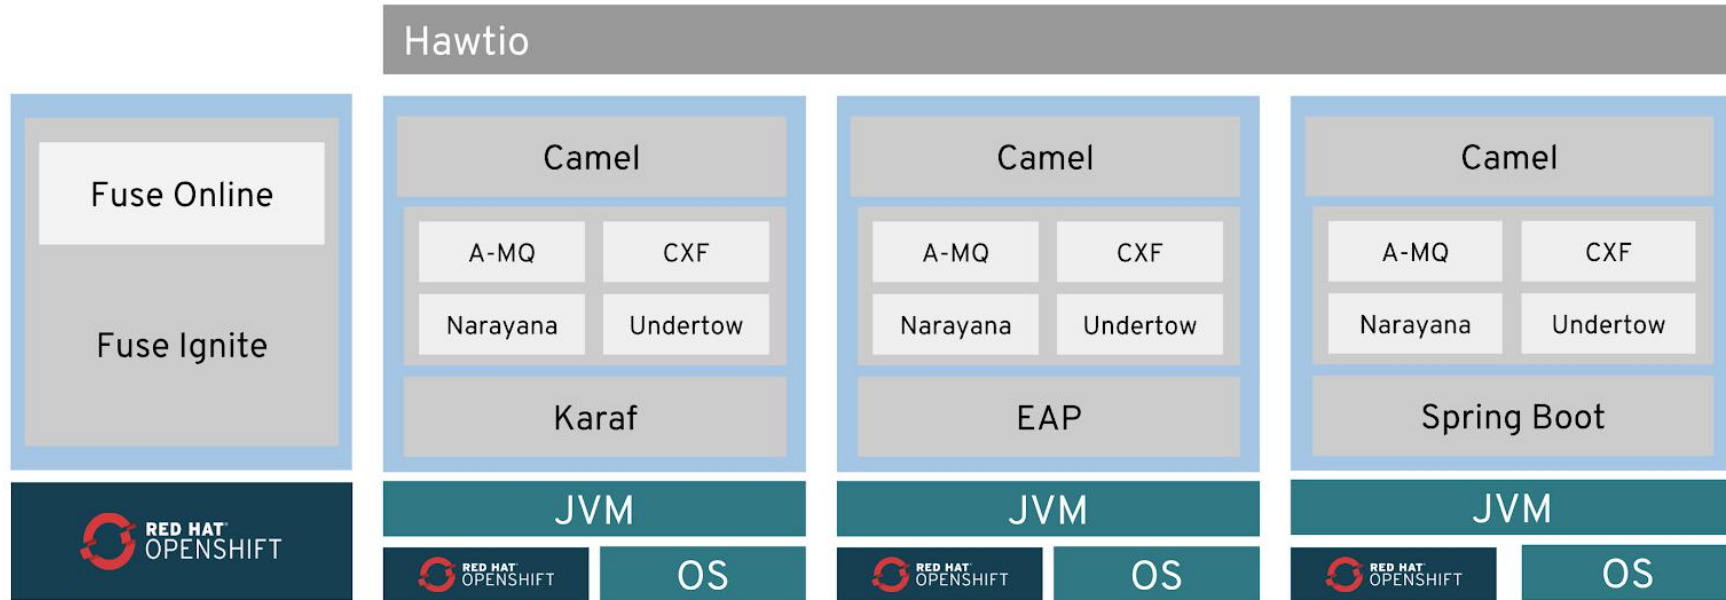 Hawtio
Fuse Online
Fuse Ignite
RED HAT®
OPENSHIFT
Camel
A-MQ
CXF
Narayana
Undertow
Karaf
JVM
RED HAT®
OPENSHIFT
OS
Camel
A-MQ
CXF
Narayana
Undertow
EAP
JVM
RED HAT®
OPENSHIFT
OS
Camel
A-MQ
CXF
Narayana
Undertow
Spring Boot
JVM
RED HAT®
OPENSHIFT
OS